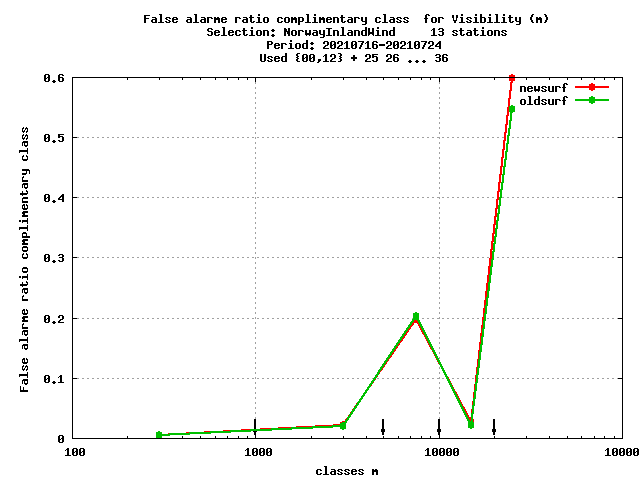 False alarme ratio complimentary class  for Visibility (m)
Selection: NorwayInlandWind     13 stations
Period: 20210716-20210724
Used {00,12} + 25 26 ... 36
newsurf
oldsurf
False alarme ratio complimentary class
0.6
0.5
0.4
0.3
0.2
0.1
0
100 1000 10000 10000
classes m